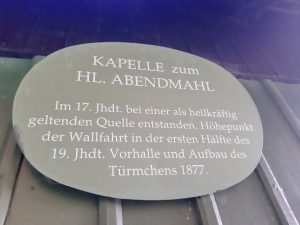 KAPELLE zum
HL. ABENDMAHL
Im 17. Jhdt. bei einer als heilkräftig
geltenden Quelle entstanden. Höhepunkt
der Wallfahrt in der ersten Hälfte des
19. Jhdt. Vorhalle und Aufbau des
Türmchens 1877.